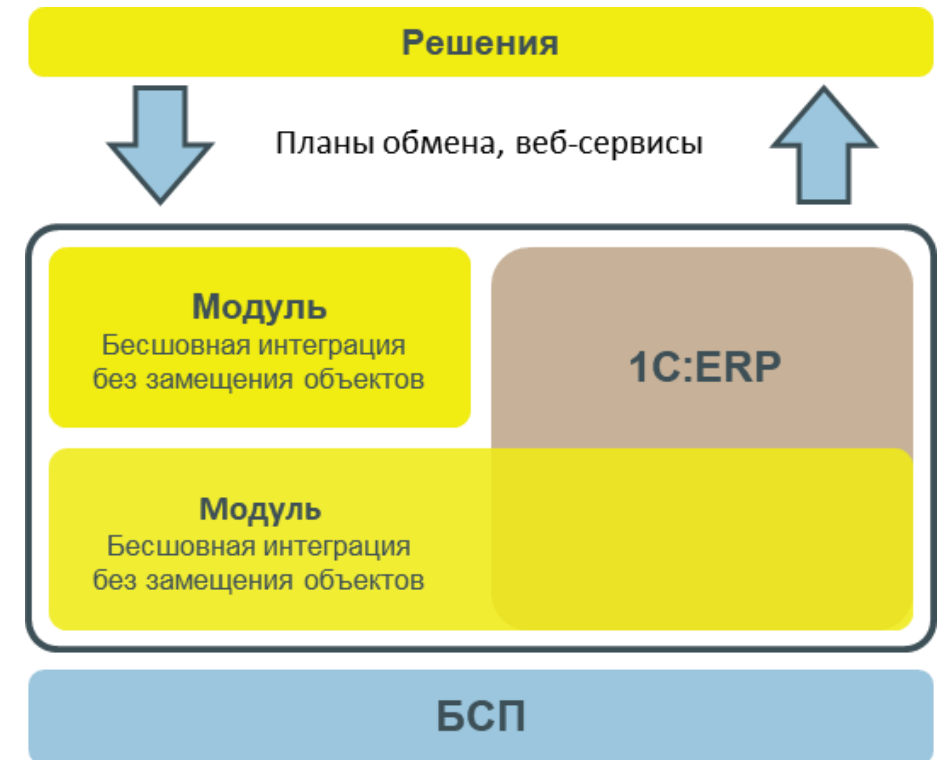 Решения
Планы обмена, веб-сервисы
Модуль
Бесшовная интеграция
без замещения объектов
1С:ERP
Модуль
Бесшовная интеграция
без замещения объектов
БСП